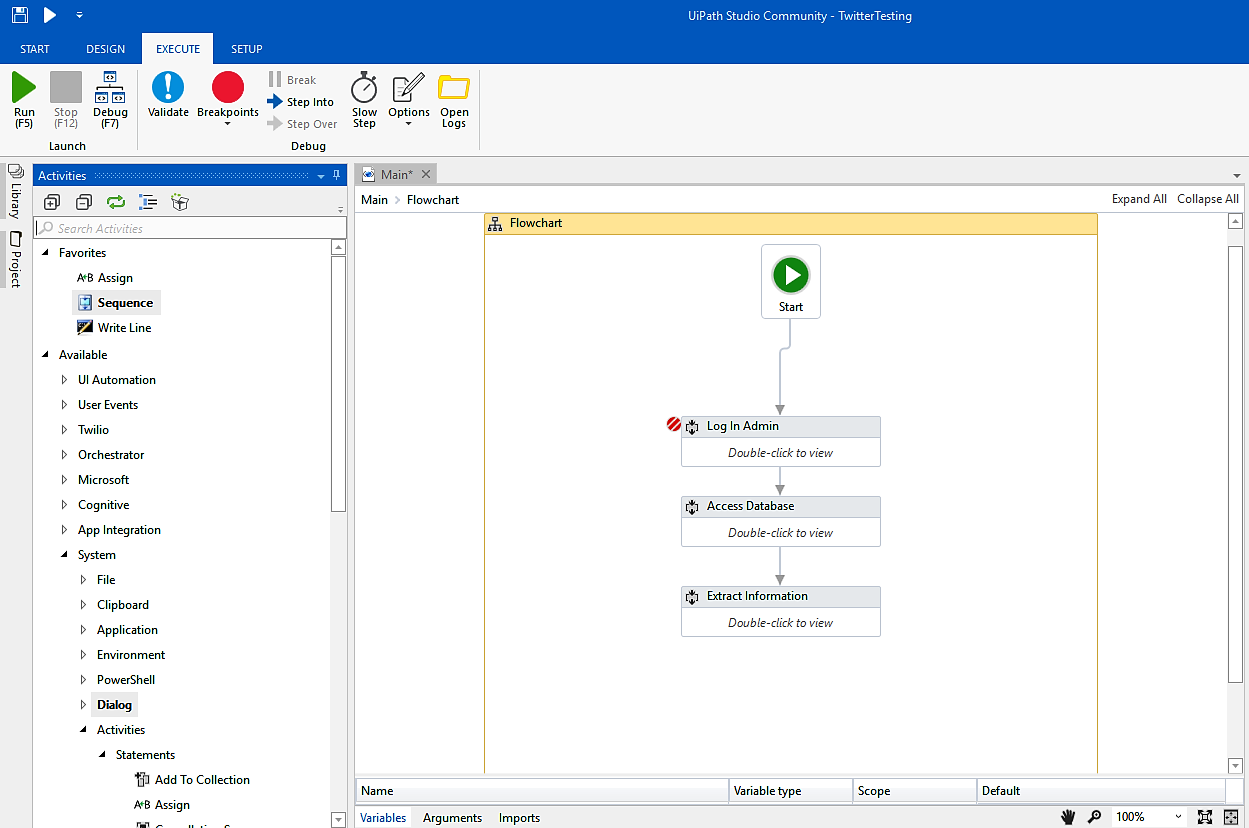 UiPath Studio Community - TwitterTesting
START DESIGN EXECUTE SETUP
Run (F5)
Stop (F12)
Debug (F7)
Launch
Validate
Breakpoints
Break
Step Into
Step Over
Slow Step
Options
Open Logs
Debug
Library
Project
Activities
Search Activities
Favorites
A+B Assign
Sequence
Write Line
Available
UI Automation
User Events
Twilio
Orchestrator
Microsoft
Cognitive
App Integration
System
File
Clipboard
Application
Environment
PowerShell
Dialog
Activities
Statements
Add To Collection
A+B Assign
Main*
Main > Flowchart
Expand All Collapse All
Flowchart
Start
Log In Admin
Double-click to view
Access Database
Double-click to view
Extract Information
Double-click to view
Name Variable type Scope Default
Variables Arguments Imports
100%